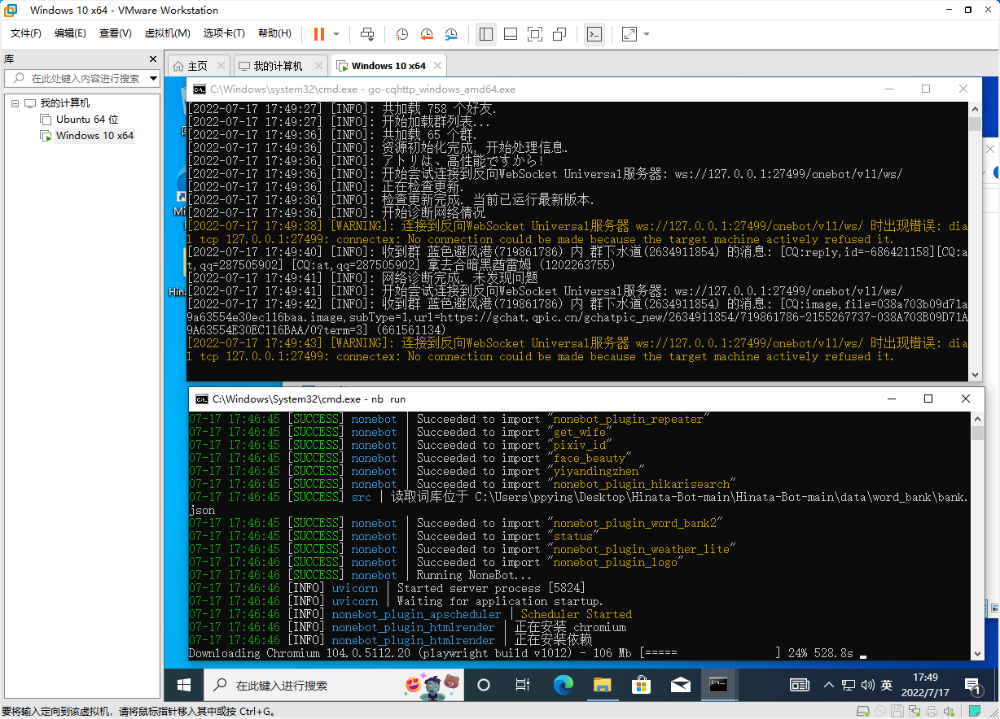 Windows 10 x64 - VMware Workstation
文件(F) 编辑(E) 查看(V) 虚拟机(M) 选项卡(T) 帮助(H)
库
在此处键入内容进行搜索
我的计算机
Ubuntu 64 位
Windows 10 x64
主页 我的计算机 Windows 10 x64
C:\Windows\system32\cmd.exe - go-cqhttp_windows_amd64.exe
[2022-07-17 17:49:27] [INFO]: 共加载 758 个好友.
[2022-07-17 17:49:27] [INFO]: 开始加载群列表...
[2022-07-17 17:49:36] [INFO]: 共加载 65 个群.
[2022-07-17 17:49:36] [INFO]: 资源初始化完成, 开始处理信息.
[2022-07-17 17:49:36] [INFO]: アトリは、高性能ですから!
[2022-07-17 17:49:36] [INFO]: 开始尝试连接到反向WebSocket Universal服务器: ws://127.0.0.1:27499/onebot/v11/ws/
[2022-07-17 17:49:36] [INFO]: 正在检查更新.
[2022-07-17 17:49:36] [INFO]: 检查更新完成. 当前已运行最新版本.
[2022-07-17 17:49:36] [INFO]: 开始诊断网络情况
[2022-07-17 17:49:38] [WARNING]: 连接到反向WebSocket Universal服务器 ws://127.0.0.1:27499/onebot/v11/ws/ 时出现错误: dia
l tcp 127.0.0.1:27499: connectex: No connection could be made because the target machine actively refused it.
[2022-07-17 17:49:40] [INFO]: 收到群 蓝色避风港(719861786) 内 群下水道(2634911854) 的消息: [CQ:reply,id=-686421158][CQ:a
t,qq=287505902] [CQ:at,qq=287505902] 拿去合暗黑酋雷姆 (1202263755)
[2022-07-17 17:49:41] [INFO]: 网络诊断完成. 未发现问题
[2022-07-17 17:49:41] [INFO]: 开始尝试连接到反向WebSocket Universal服务器: ws://127.0.0.1:27499/onebot/v11/ws/
[2022-07-17 17:49:42] [INFO]: 收到群 蓝色避风港(719861786) 内 群下水道(2634911854) 的消息: [CQ:image,file=038a703b09d71a
9a63554e30ec116baa.image,subType=1,url=https://gchat.qpic.cn/gchatpic_new/2634911854/719861786-2155267737-038A703B09D71A
9A63554E30EC116BAA/0?term=3] (661561134)
[2022-07-17 17:49:43] [WARNING]: 连接到反向WebSocket Universal服务器 ws://127.0.0.1:27499/onebot/v11/ws/ 时出现错误: dia
l tcp 127.0.0.1:27499: connectex: No connection could be made because the target machine actively refused it.
Mi
Hina
C:\Windows\System32\cmd.exe - nb run
07-17 17:46:45 [SUCCESS] nonebot | Succeeded to import "nonebot_plugin_repeater"
07-17 17:46:45 [SUCCESS] nonebot | Succeeded to import "get_wife"
07-17 17:46:45 [SUCCESS] nonebot | Succeeded to import "pixiv_id"
07-17 17:46:45 [SUCCESS] nonebot | Succeeded to import "face_beauty"
07-17 17:46:45 [SUCCESS] nonebot | Succeeded to import "yiyandingzhen"
07-17 17:46:45 [SUCCESS] nonebot | Succeeded to import "nonebot_plugin_hikarisearch"
07-17 17:46:45 [SUCCESS] src | 读取词库位于 C:\Users\ppying\Desktop\Hinata-Bot-main\Hinata-Bot-main\data\word_bank\bank.
json
07-17 17:46:45 [SUCCESS] nonebot | Succeeded to import "nonebot_plugin_word_bank2"
07-17 17:46:45 [SUCCESS] nonebot | Succeeded to import "status"
07-17 17:46:45 [SUCCESS] nonebot | Succeeded to import "nonebot_plugin_weather_lite"
07-17 17:46:46 [SUCCESS] nonebot | Succeeded to import "nonebot_plugin_logo"
07-17 17:46:46 [SUCCESS] nonebot | Running NoneBot...
07-17 17:46:46 [INFO] uvicorn | Started server process [5824]
07-17 17:46:46 [INFO] uvicorn | Waiting for application startup.
07-17 17:46:46 [INFO] nonebot_plugin_apscheduler | Scheduler Started
07-17 17:46:46 [INFO] nonebot_plugin_htmlrender | 正在安装 chromium
07-17 17:46:46 [INFO] nonebot_plugin_htmlrender | 正在安装依赖
Downloading Chromium 104.0.5112.20 (playwright build v1012) - 106 Mb [===== ] 24% 528.8s
在此处键入进行搜索
英
17:49
2022/7/17
1
要将输入定向到该虚拟机，请将鼠标指针移入其中或按 Ctrl+G。